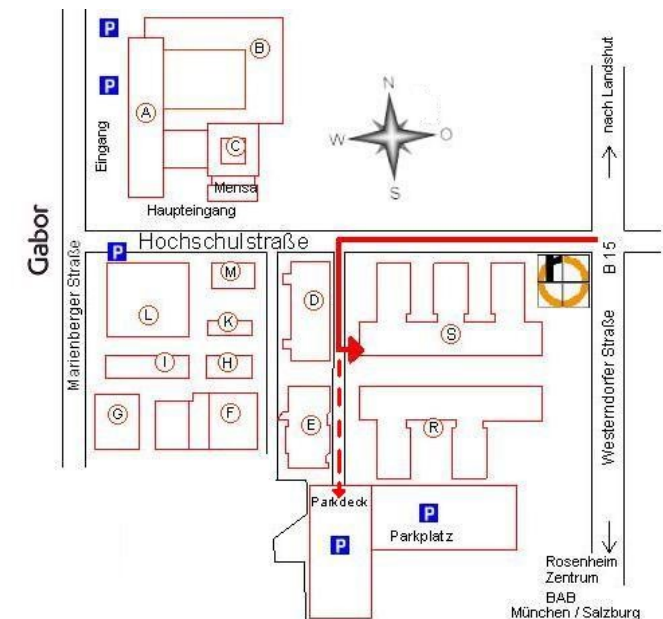 P
B
P
A
Eingang
C
Mensa
Haupteingang
N
W
O
S
nach Landshut
Gabor
Marienberger Straße
P
Hochschulstraße
B 15
Westerndorfer Straße
M
L
K
I
H
G
F
D
E
S
R
Parkdeck
P
P
Parkplatz
Rosenheim
Zentrum
BAB
München / Salzburg